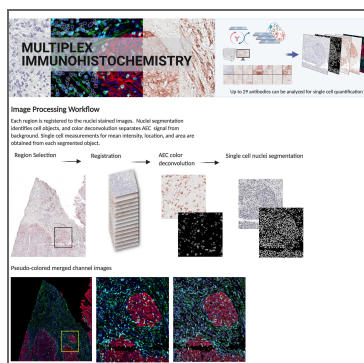 MULTIPLEX
IMMUNOHISTOCHEMISTRY
Up to 29 antibodies can be analyzed for single cell quantification
Image Processing Workflow
Each region is registered to the nuclei stained images. Nuclei segmentation
identifies cell objects, and color deconvolution separates AEC signal from
background. Single cell measurements for mean intensity, location, and area are
obtained from each segmented object.
Region Selection
Registration
AEC color
deconvolution
Single cell nuclei segmentation
Pseudo-colored merged channel images